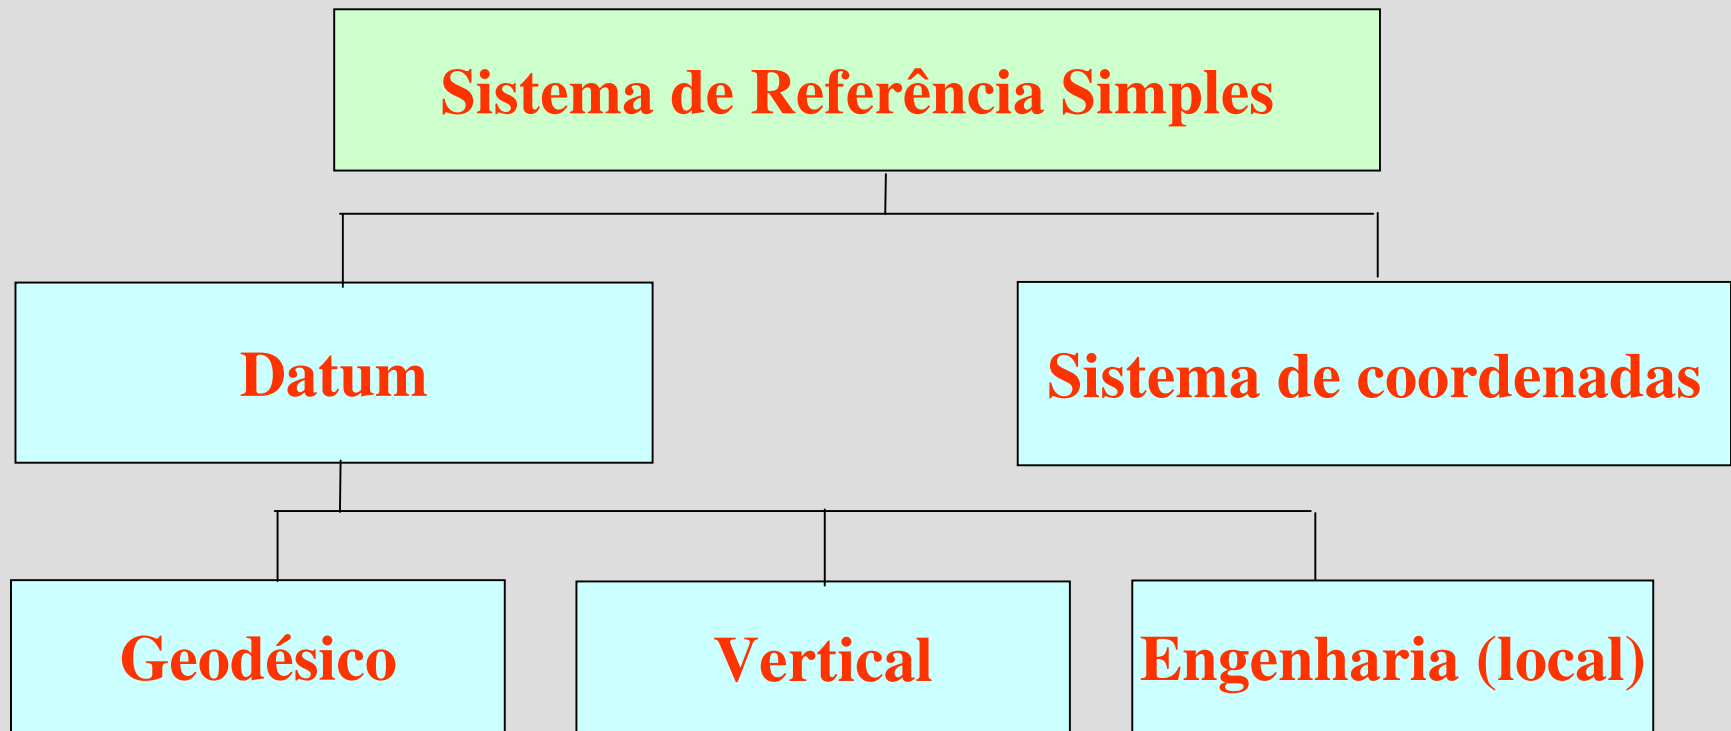 Sistema de Referência Simples
Datum
Sistema de coordenadas
Geodésico
Vertical
Engenharia (local)